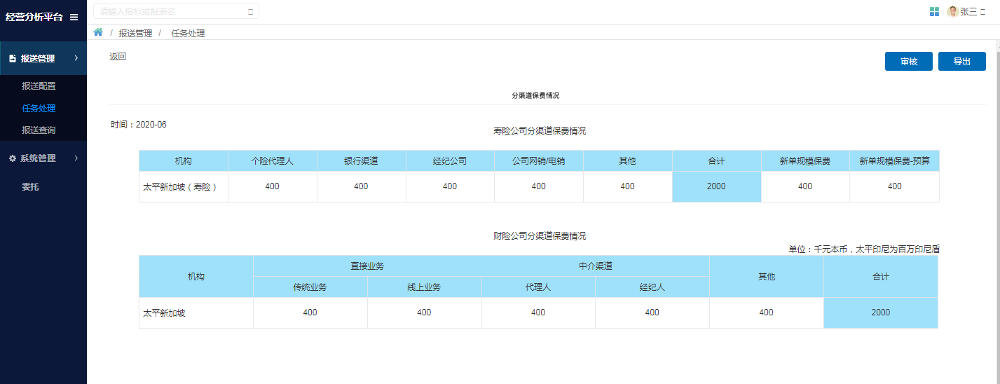 经营分析平台
请输入指标或报表名
张三
/ 报送管理 / 任务处理
报送管理
报送配置
任务处理
报送查询
系统管理
委托
返回
审核 导出
分渠道保费情况
时间：2020-06
寿险公司分渠道保费情况
机构 个险代理人 银行渠道 经纪公司 公司网销/电销 其他 合计 新单规模保费 新单规模保费-预算
太平新加坡（寿险） 400 400 400 400 400 2000 400 400
财险公司分渠道保费情况
单位：千元本币，太平印尼为百万印尼盾
机构 直接业务 中介渠道 其他 合计
传统业务 线上业务 代理人 经纪人
太平新加坡 400 400 400 400 400 2000